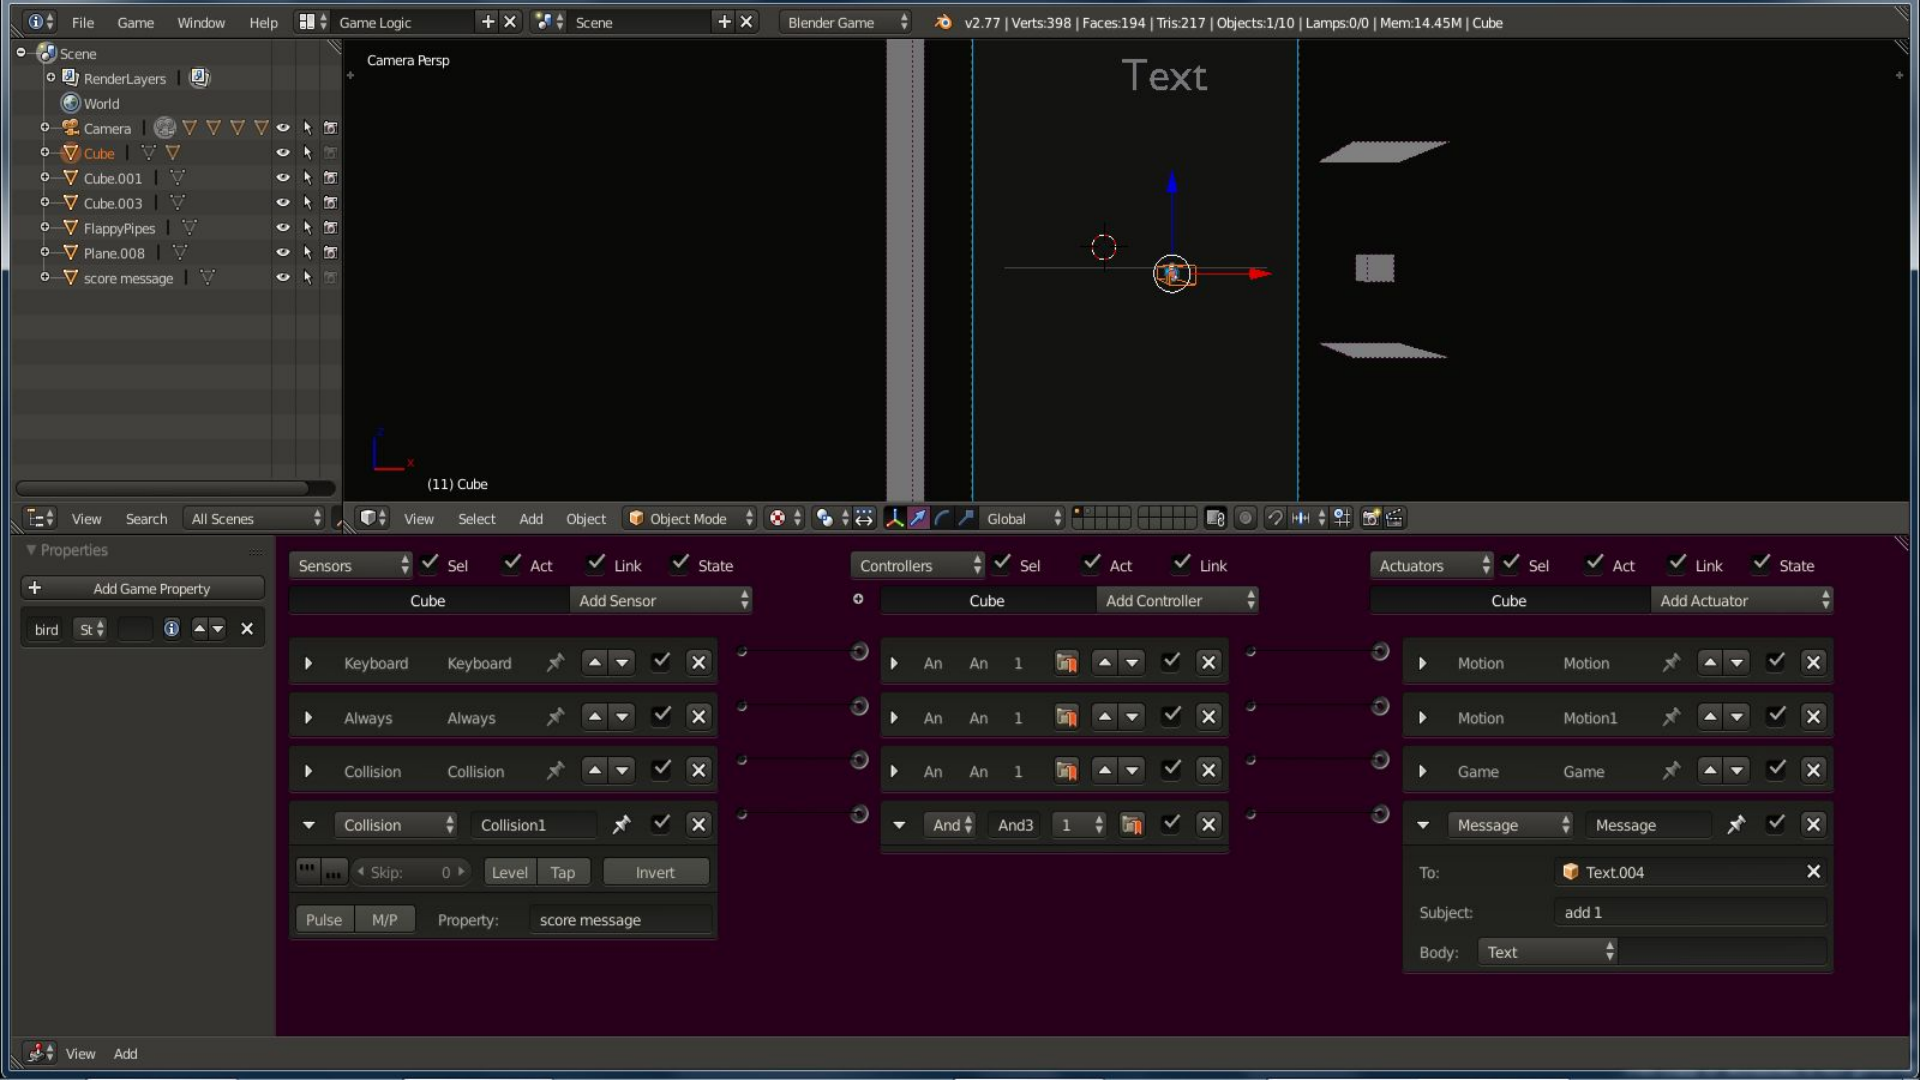 File Game Window Help Game Logic Scene Blender Game v2.77 | Verts:398 | Faces:194 | Tris:217 | Objects:1/10 | Lamps:0/0 | Mem:14.45M | Cube
Scene
RenderLayers |
World
Camera |
Cube |
Cube.001 |
Cube.003 |
FlappyPipes |
Plane.008 |
score message |
Camera Persp
Text
z
x
(11) Cube
View Search All Scenes
View Select Add Object Object Mode Global
Properties
Add Game Property
bird St
Sensors Sel Act Link State Controllers Sel Act Link Actuators Sel Act Link State
Cube Add Sensor Cube Add Controller Cube Add Actuator
Keyboard Keyboard An An 1 Motion Motion
Always Always An An 1 Motion Motion1
Collision Collision An An 1 Game Game
Collision Collision1 And And3 1 Message Message
Skip: 0 Level Tap Invert To: Text.004
Pulse M/P Property: score message Subject: add 1
Body: Text
View Add